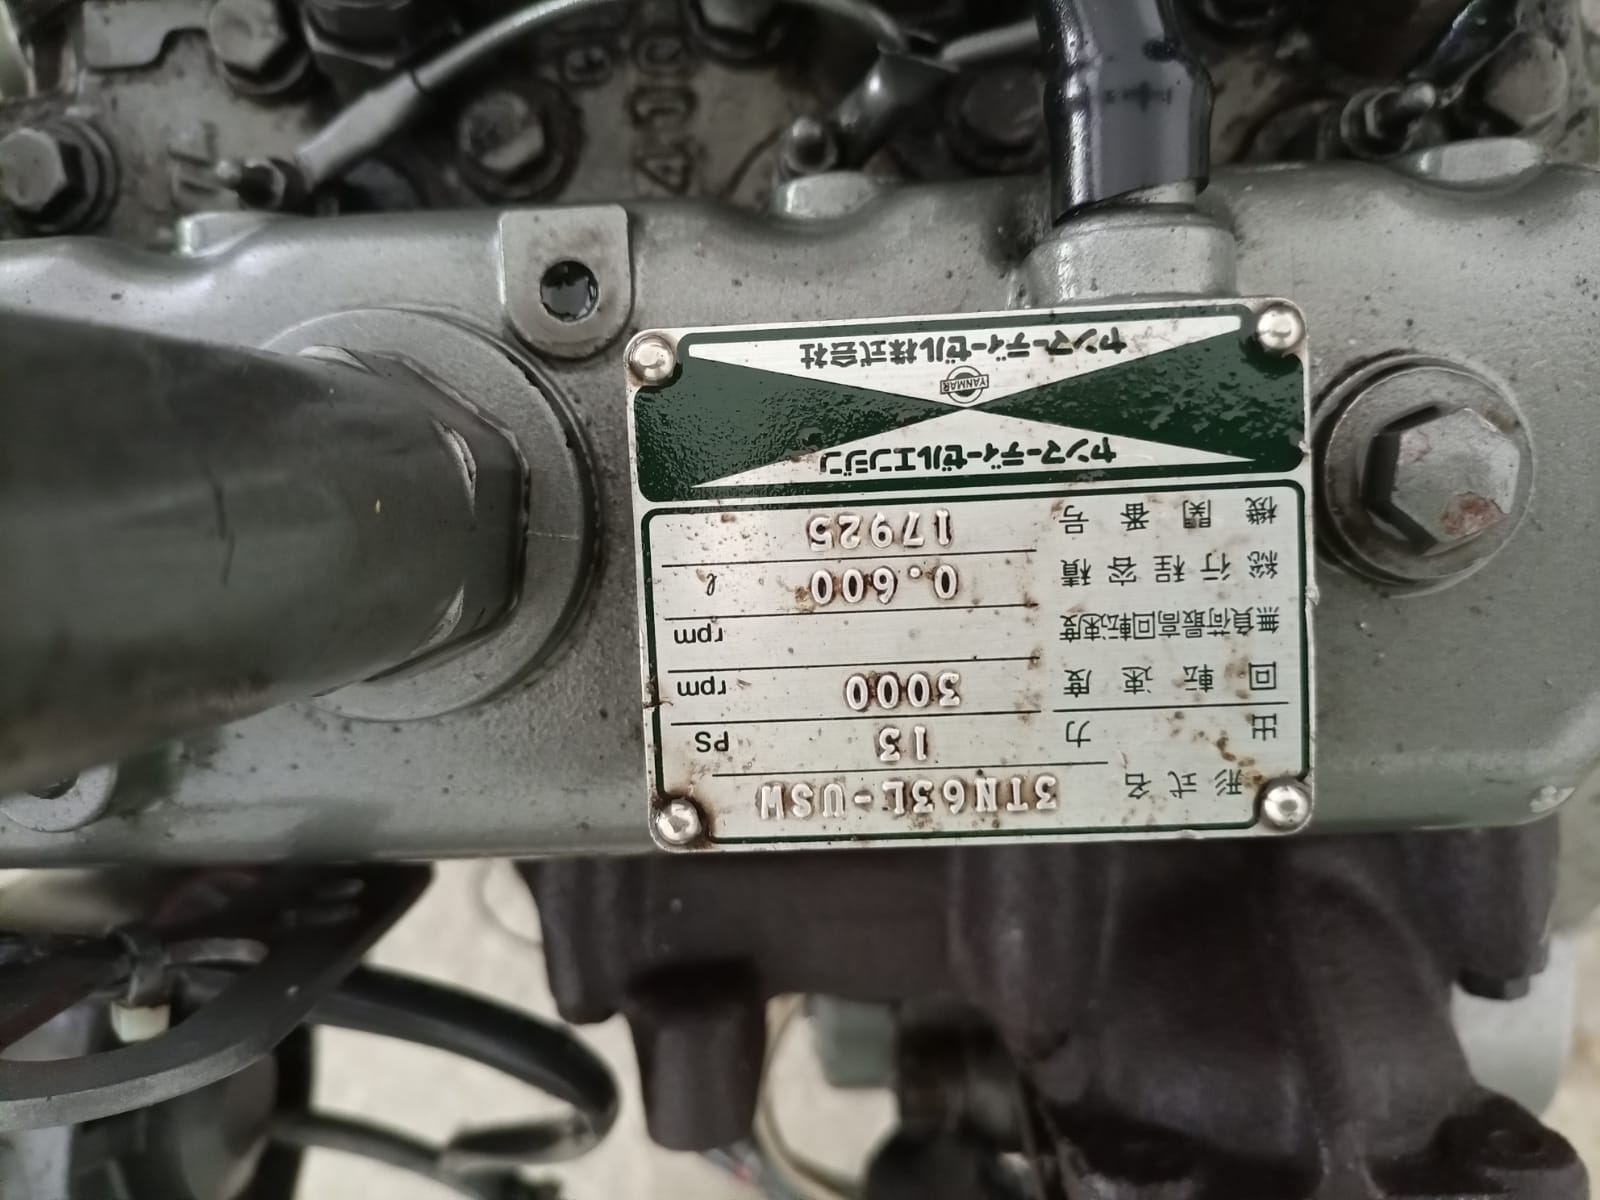 ヤンマーディーゼルエンジン
形式名 3TN63L-USW
出力 13 PS
回転速度 3000 rpm
無負荷最高回転速度 rpm
総行程容積 0.600 ℓ
機関番号 17925
YANMAR
ヤンマーディーゼル株式会社